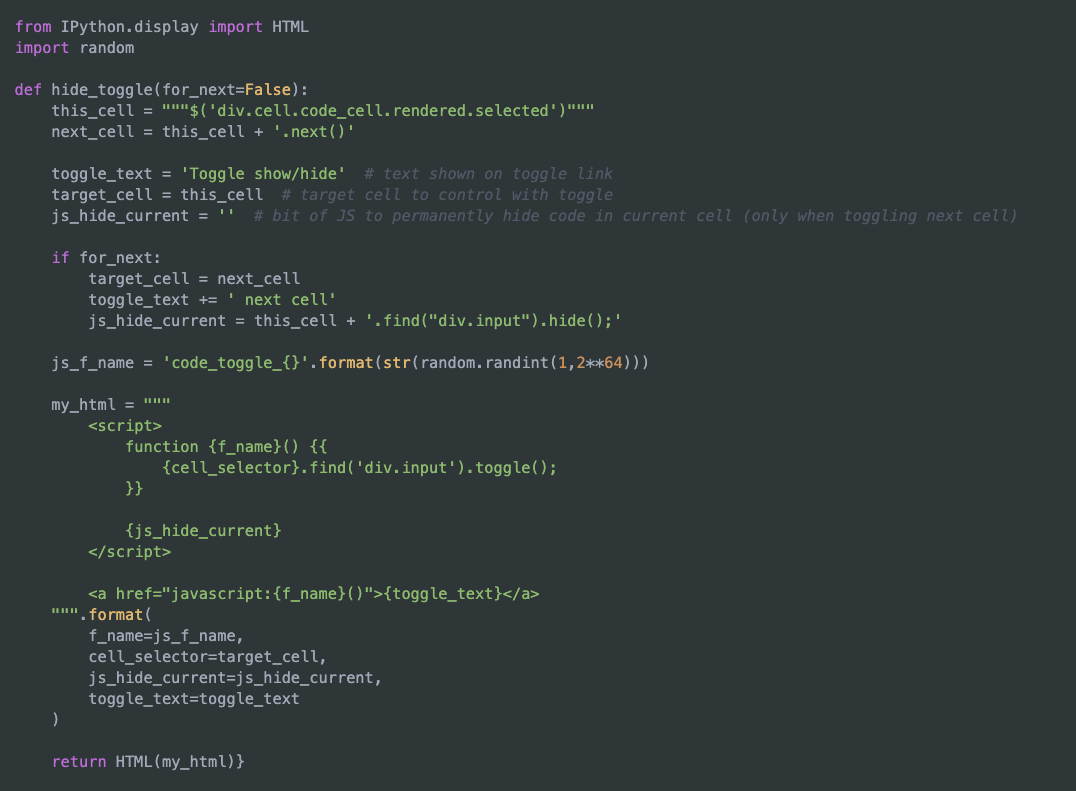 from IPython.display import HTML
import random

def hide_toggle(for_next=False):
    this_cell = """$('div.cell.code_cell.rendered.selected')"""
    next_cell = this_cell + '.next()'

    toggle_text = 'Toggle show/hide'  # text shown on toggle link
    target_cell = this_cell  # target cell to control with toggle
    js_hide_current = ''  # bit of JS to permanently hide code in current cell (only when toggling next cell)

    if for_next:
        target_cell = next_cell
        toggle_text += ' next cell'
        js_hide_current = this_cell + '.find("div.input").hide();'

    js_f_name = 'code_toggle_{}'.format(str(random.randint(1,2**64)))

    my_html = """
        <script>
            function {f_name}() {{
                {cell_selector}.find('div.input').toggle();
            }}

            {js_hide_current}
        </script>

        <a href="javascript:{f_name}()">{toggle_text}</a>
    """.format(
        f_name=js_f_name,
        cell_selector=target_cell,
        js_hide_current=js_hide_current,
        toggle_text=toggle_text
    )

    return HTML(my_html)}